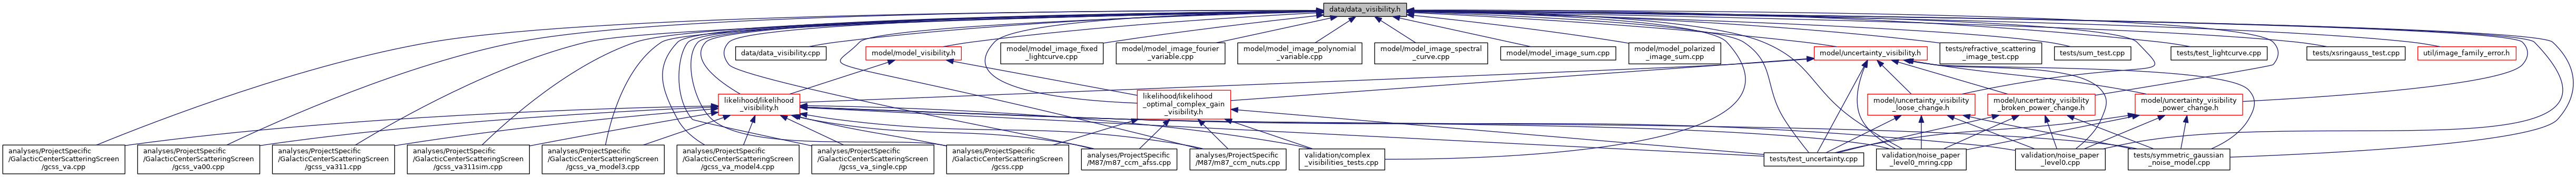 data/data_visibility.h
data/data_visibility.cpp
model/model_visibility.h
model/model_image_fixed
_lightcurve.cpp
model/model_image_fourier
_variable.cpp
model/model_image_polynomial
_variable.cpp
model/model_image_spectral
_curve.cpp
model/model_image_sum.cpp
model/model_polarized
_image_sum.cpp
model/uncertainty_visibility.h
tests/refractive_scattering
_image_test.cpp
tests/sum_test.cpp
tests/test_lightcurve.cpp
tests/xsringauss_test.cpp
util/image_family_error.h
likelihood/likelihood
_visibility.h
likelihood/likelihood
_optimal_complex_gain
_visibility.h
model/uncertainty_visibility
_loose_change.h
model/uncertainty_visibility
_broken_power_change.h
model/uncertainty_visibility
_power_change.h
analyses/ProjectSpecific
/GalacticCenterScatteringScreen
/gcss_va.cpp
analyses/ProjectSpecific
/GalacticCenterScatteringScreen
/gcss_va00.cpp
analyses/ProjectSpecific
/GalacticCenterScatteringScreen
/gcss_va311.cpp
analyses/ProjectSpecific
/GalacticCenterScatteringScreen
/gcss_va311sim.cpp
analyses/ProjectSpecific
/GalacticCenterScatteringScreen
/gcss_va_model3.cpp
analyses/ProjectSpecific
/GalacticCenterScatteringScreen
/gcss_va_model4.cpp
analyses/ProjectSpecific
/GalacticCenterScatteringScreen
/gcss_va_single.cpp
analyses/ProjectSpecific
/GalacticCenterScatteringScreen
/gcss.cpp
analyses/ProjectSpecific
/M87/m87_ccm_afss.cpp
analyses/ProjectSpecific
/M87/m87_ccm_nuts.cpp
validation/complex
_visibilities_tests.cpp
tests/test_uncertainty.cpp
validation/noise_paper
_level0_mring.cpp
validation/noise_paper
_level0.cpp
tests/symmetric_gaussian
_noise_model.cpp